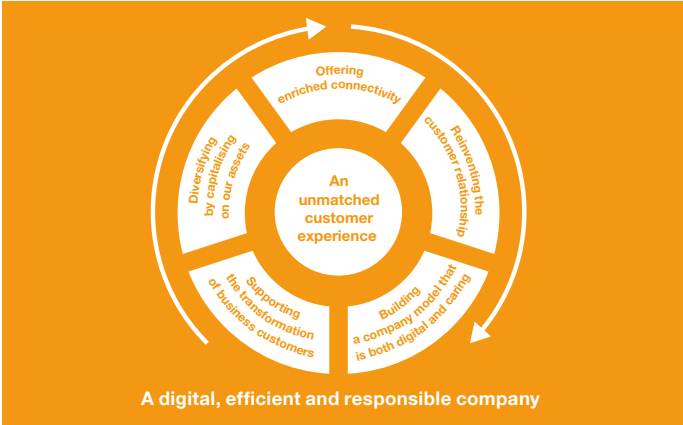 Offering
enriched connectivity
Reinventing the
customer relationship
Building
a company model that
is both digital and caring
Supporting
the transformation
of business customers
Diversifying
by capitalising
on our assets
An
unmatched
customer
experience
A digital, efficient and responsible company